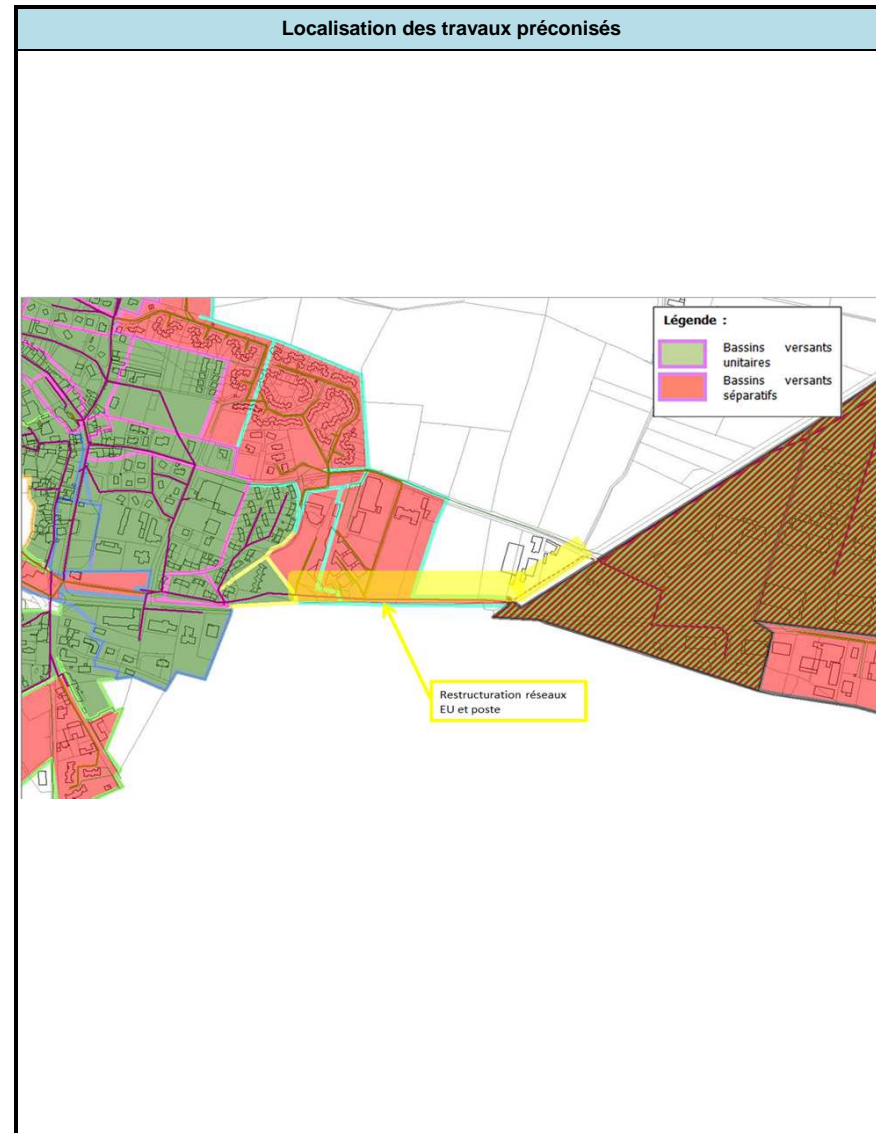 Localisation des travaux préconisés
Légende :
Bassins versants
unitaires
Bassins versants
séparatifs
Restructuration réseaux
EU et poste